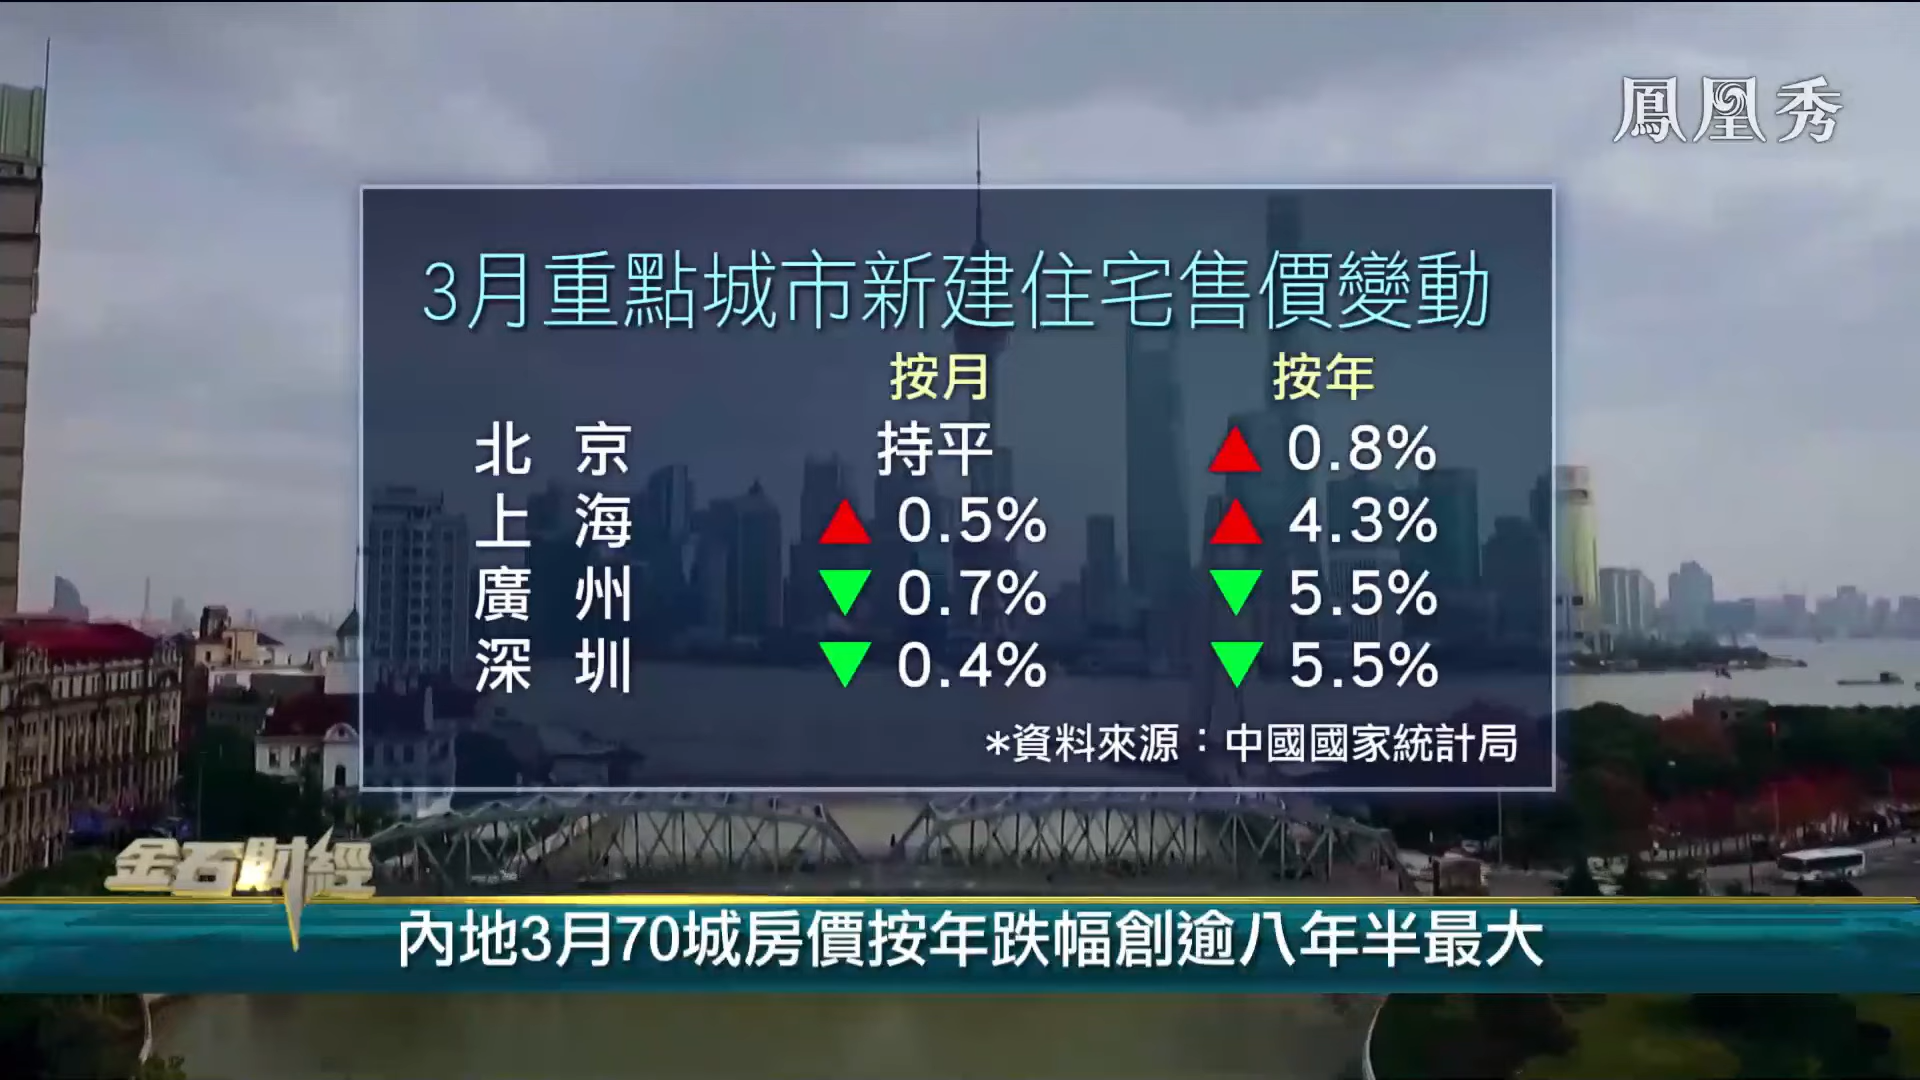 鳳凰秀
3月重點城市新建住宅售價變動
按月 按年
北京 持平 ▲ 0.8%
上海 ▲ 0.5% ▲ 4.3%
廣州 ▼ 0.7% ▼ 5.5%
深圳 ▼ 0.4% ▼ 5.5%
*資料來源：中國國家統計局
金石財經
內地3月70城房價按年跌幅創逾八年半最大